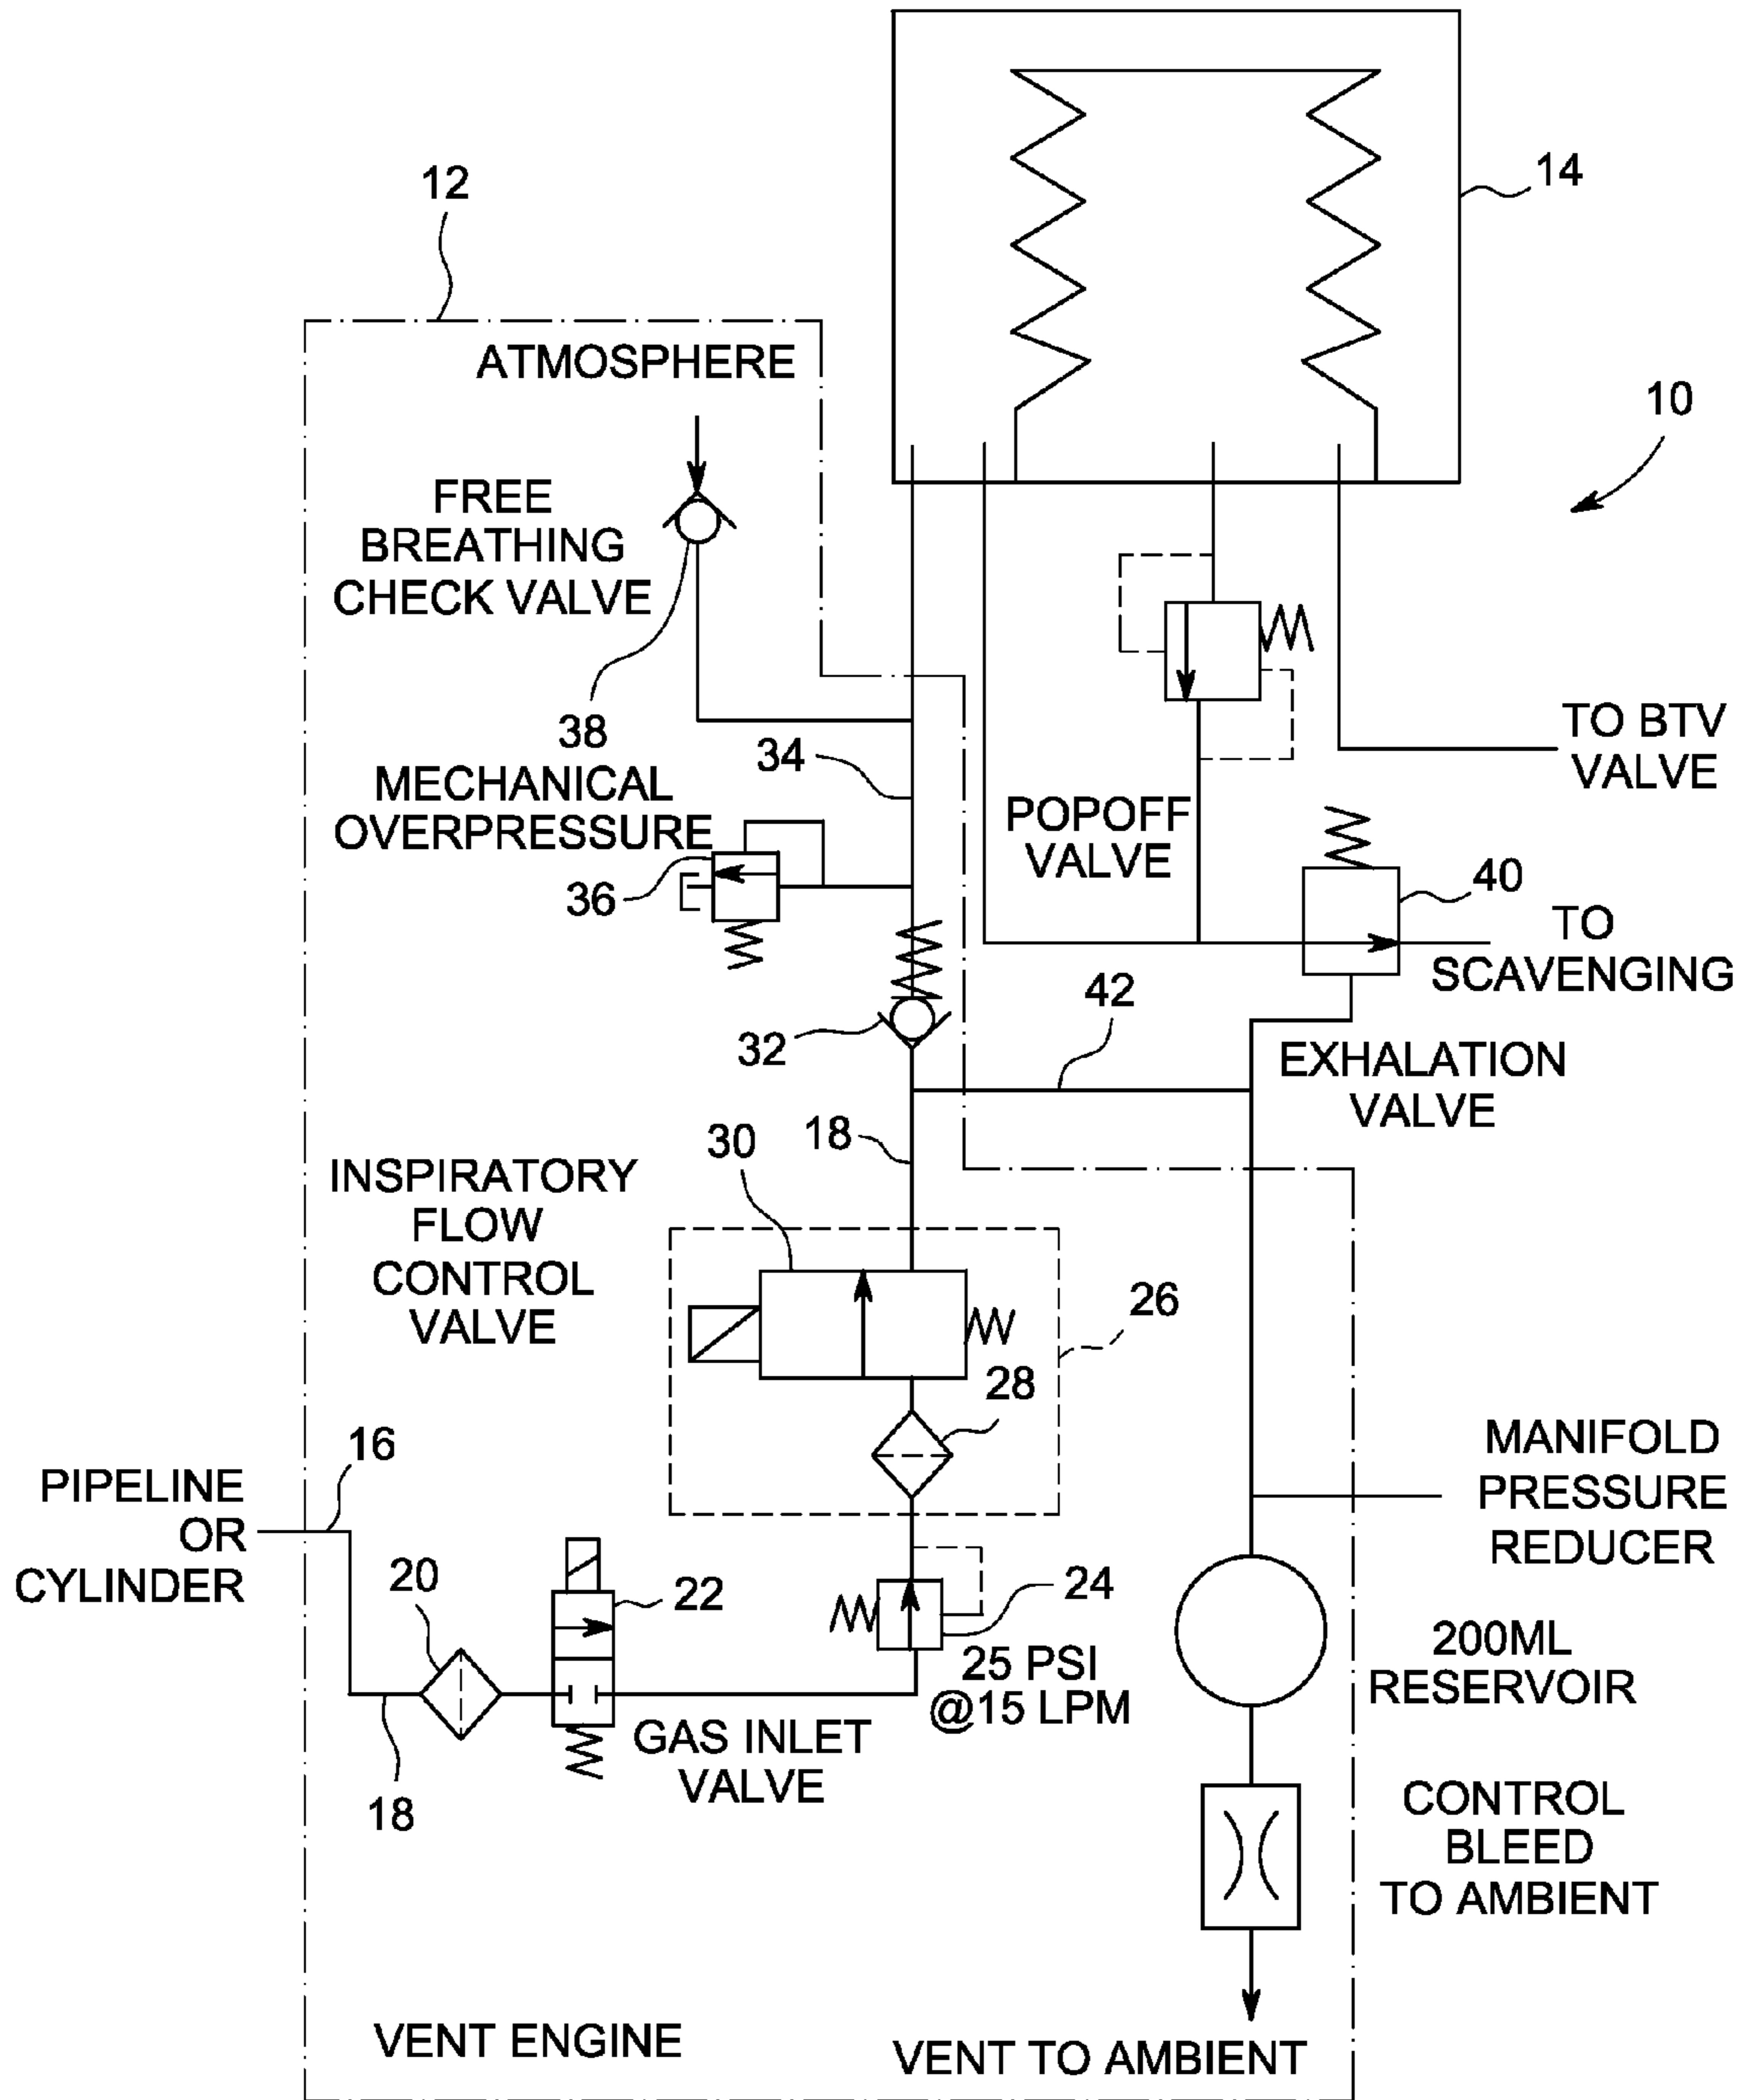 12
14
ATMOSPHERE
10
FREE
BREATHING
CHECK VALVE
38
34
TO BTV
VALVE
MECHANICAL
OVERPRESSURE
POPOFF
VALVE
36
40
TO
SCAVENGING
32
42
EXHALATION
VALVE
30
18
INSPIRATORY
FLOW
CONTROL
VALVE
26
28
16
PIPELINE
OR
CYLINDER
MANIFOLD
PRESSURE
REDUCER
20
22
24
25 PSI
@15 LPM
200ML
RESERVOIR
GAS INLET
VALVE
18
CONTROL
BLEED
TO AMBIENT
VENT ENGINE
VENT TO AMBIENT